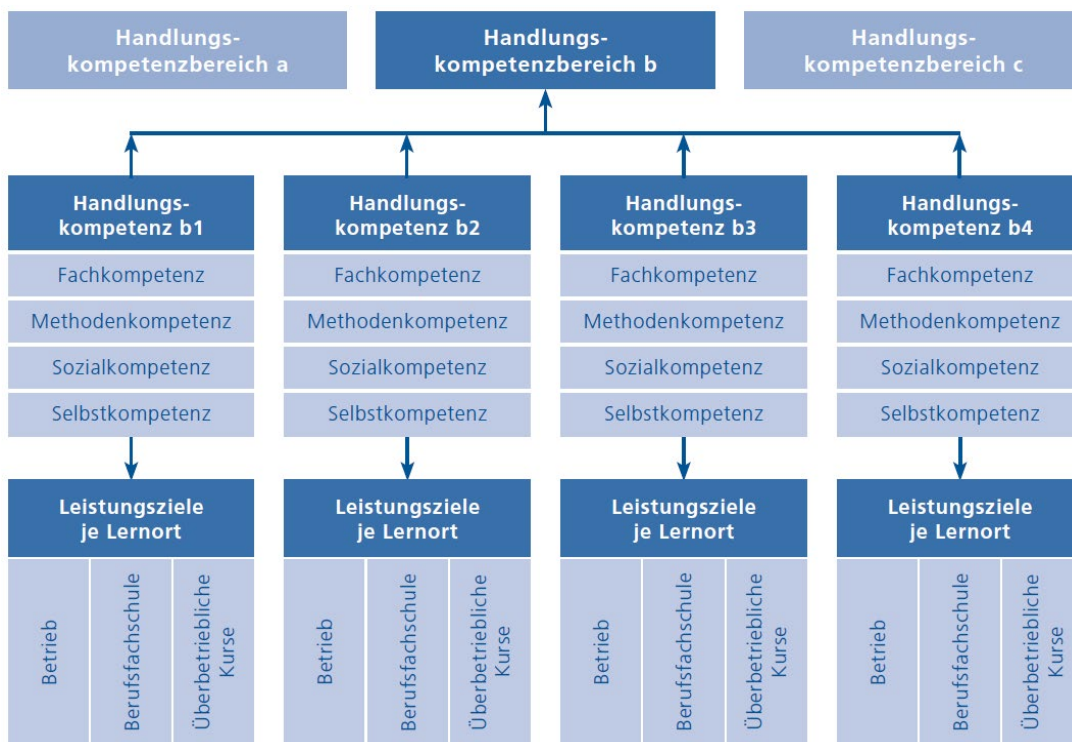 Handlungs-
kompetenzbereich a
Handlungs-
kompetenzbereich b
Handlungs-
kompetenzbereich c
Handlungs-
kompetenz b1
Fachkompetenz
Methodenkompetenz
Sozialkompetenz
Selbstkompetenz
Leistungsziele
je Lernort
Betrieb
Berufsfachschule
Überbetriebliche
Kurse
Handlungs-
kompetenz b2
Fachkompetenz
Methodenkompetenz
Sozialkompetenz
Selbstkompetenz
Leistungsziele
je Lernort
Betrieb
Berufsfachschule
Überbetriebliche
Kurse
Handlungs-
kompetenz b3
Fachkompetenz
Methodenkompetenz
Sozialkompetenz
Selbstkompetenz
Leistungsziele
je Lernort
Betrieb
Berufsfachschule
Überbetriebliche
Kurse
Handlungs-
kompetenz b4
Fachkompetenz
Methodenkompetenz
Sozialkompetenz
Selbstkompetenz
Leistungsziele
je Lernort
Betrieb
Berufsfachschule
Überbetriebliche
Kurse